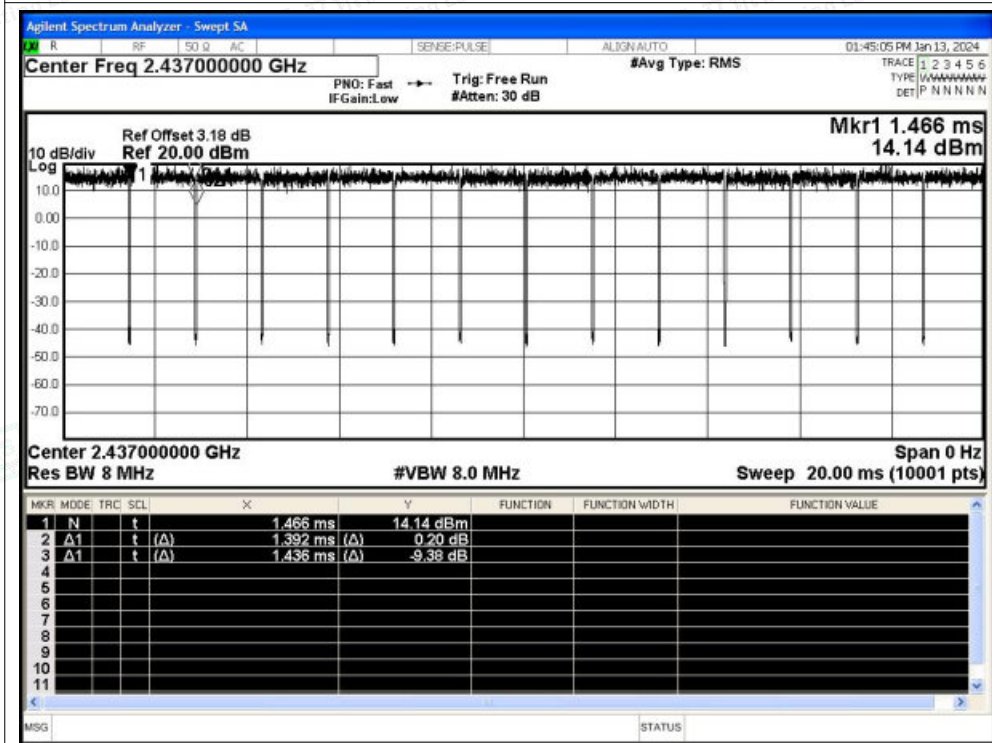 Agilent Spectrum Analyzer - Swept SA
LXI R RF 50 Ω AC SENSE:PULSE ALIGN AUTO 01:45:05 PM Jan 13, 2024
Center Freq 2.437000000 GHz #Avg Type: RMS TRACE 1 2 3 4 5 6
PNO: Fast Trig: Free Run TYPE WWWWWW
IFGain:Low #Atten: 30 dB DET P N N N N N
Mkr1 1.466 ms
Ref Offset 3.18 dB
10 dB/div Ref 20.00 dBm 14.14 dBm
Log
1
10.0
0.00
-10.0
-20.0
-30.0
-40.0
-50.0
-60.0
-70.0
Center 2.437000000 GHz Span 0 Hz
Res BW 8 MHz #VBW 8.0 MHz Sweep 20.00 ms (10001 pts)
MKR MODE TRC SCL X Y FUNCTION FUNCTION WIDTH FUNCTION VALUE
1 N t 1.466 ms 14.14 dBm
2 Δ1 t (Δ) 1.392 ms (Δ) 0.20 dB
3 Δ1 t (Δ) 1.436 ms (Δ) -9.38 dB
4
5
6
7
8
9
10
11
MSG STATUS